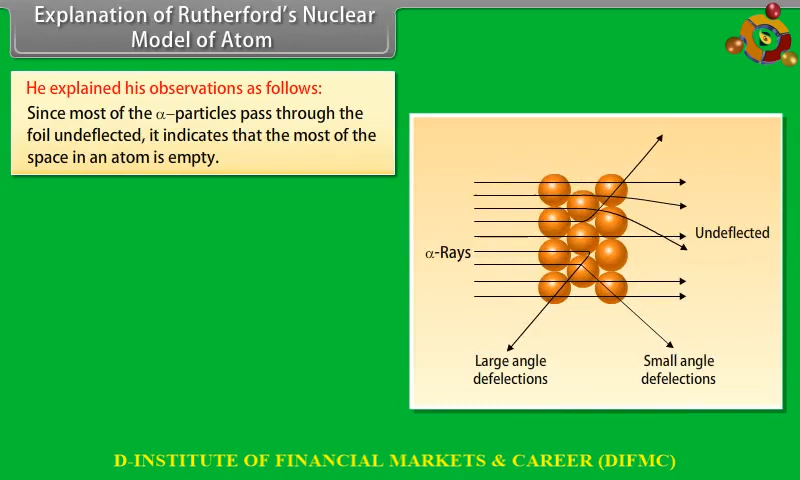 Explanation of Rutherford's Nuclear
Model of Atom
He explained his observations as follows:
Since most of the α–particles pass through the
foil undeflected, it indicates that the most of the
space in an atom is empty.
Undeflected
α-Rays
Large angle
defelections
Small angle
defelections
D-INSTITUTE OF FINANCIAL MARKETS & CAREER (DIFMC)